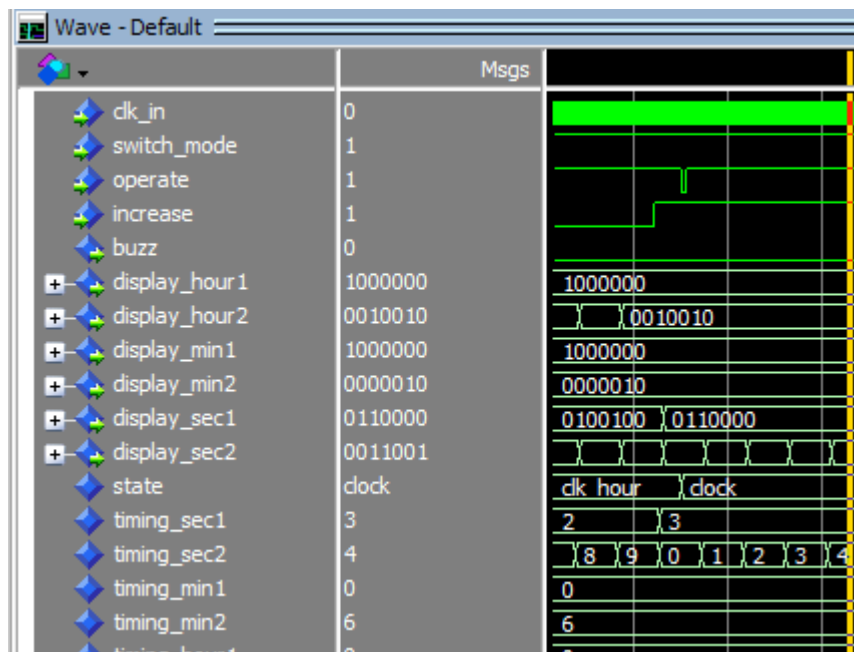 Wave - Default
Msgs
clk_in 0
switch_mode 1
operate 1
increase 1
buzz 0
display_hour1 1000000 1000000
display_hour2 0010010 0010010
display_min1 1000000 1000000
display_min2 0000010 0000010
display_sec1 0110000 0100100 0110000
display_sec2 0011001
state clock clk_hour clock
timing_sec1 3 2 3
timing_sec2 4 8 9 0 1 2 3 4
timing_min1 0 0
timing_min2 6 6